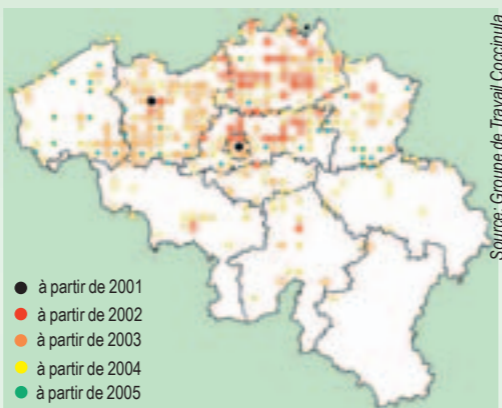 Source: Groupe de Travail Coccinula
à partir de 2001
à partir de 2002
à partir de 2003
à partir de 2004
à partir de 2005